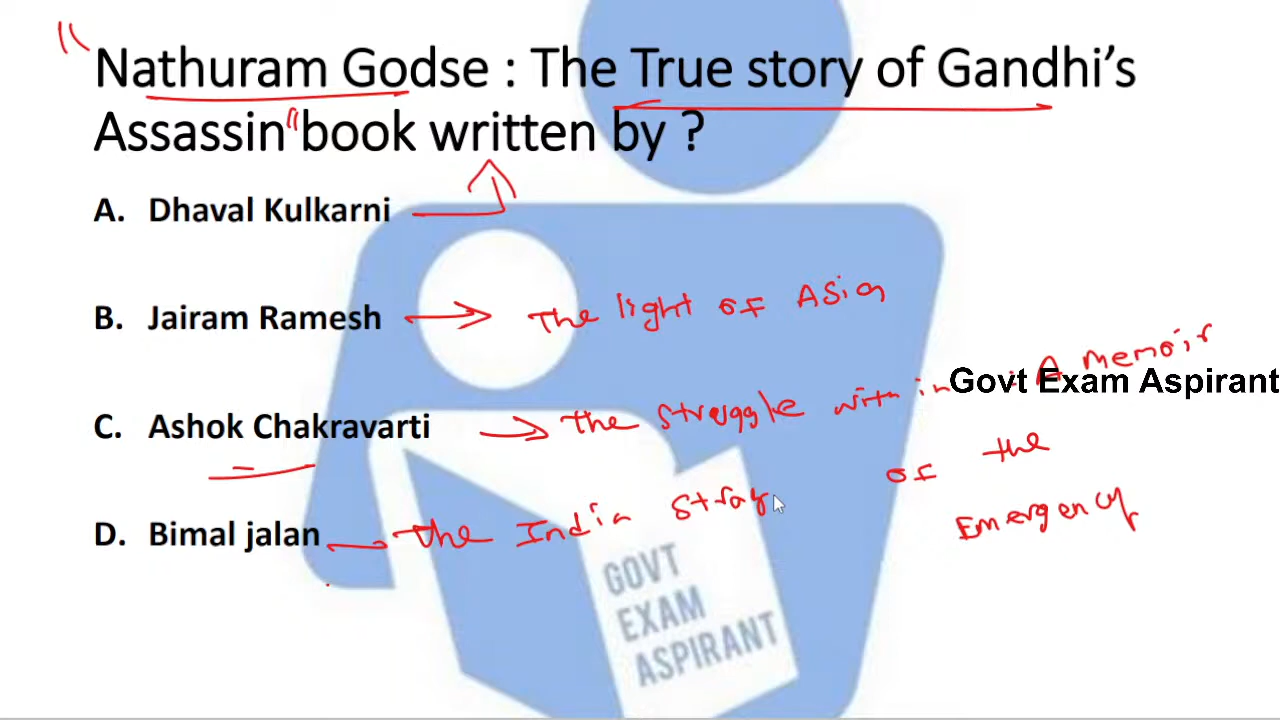 Nathuram Godse : The True story of Gandhi's
Assassin" book written by ?
A. Dhaval Kulkarni
B. Jairam Ramesh The light of Asia
C. Ashok Chakravarti The struggle with in : A memoir
Govt Exam Aspirant
of the
Emergency
D. Bimal jalan The India
GOVT
EXAM
ASPIRANT